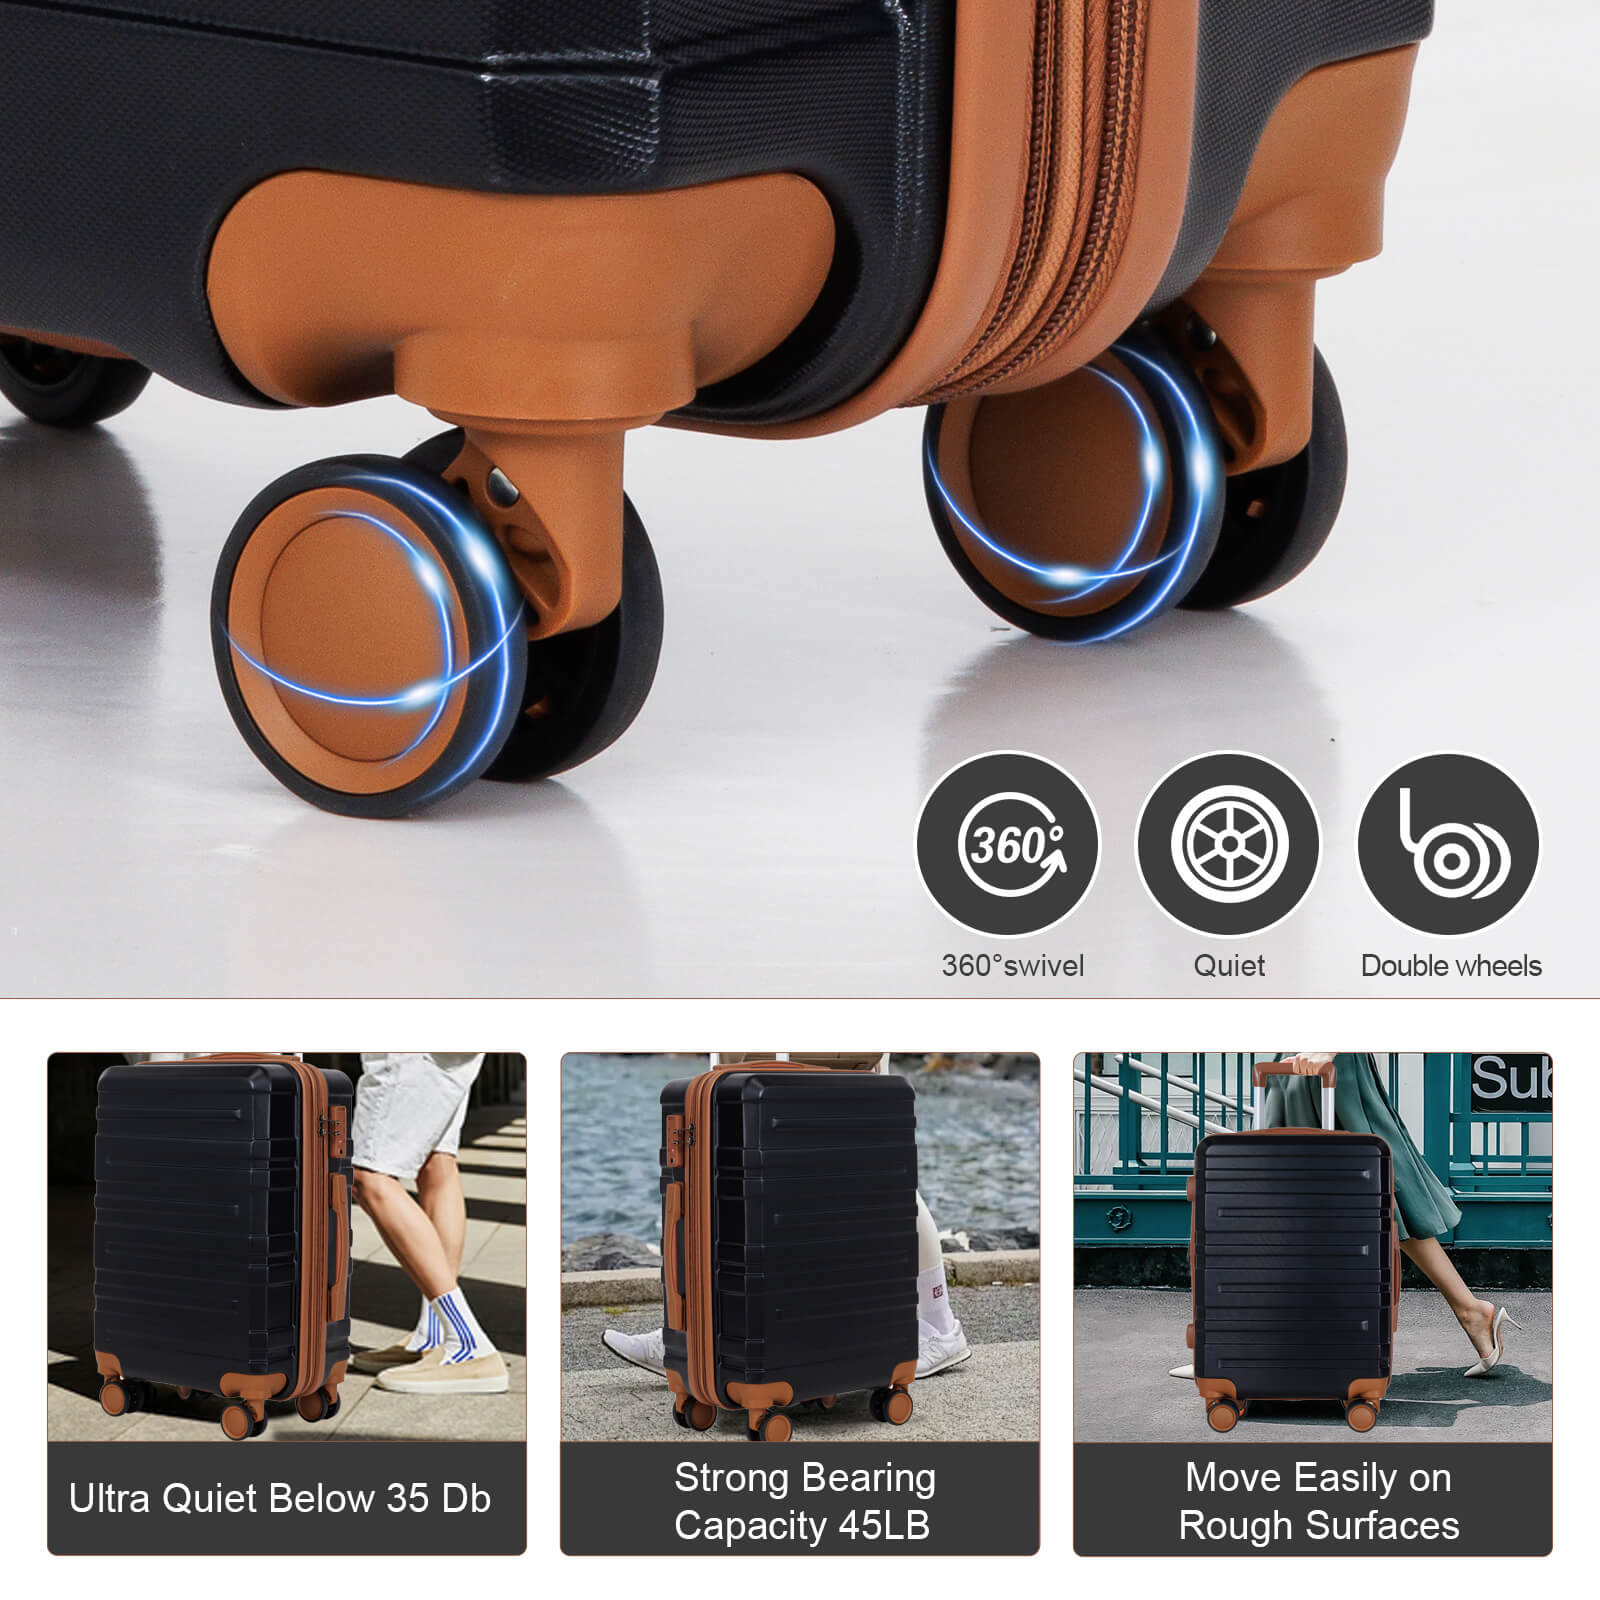 360°
360°swivel
Quiet
Double wheels
Sub
Ultra Quiet Below 35 Db
Strong Bearing
Capacity 45LB
Move Easily on
Rough Surfaces